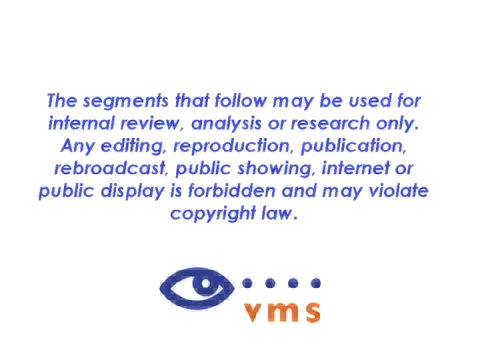 The segments that follow may be used for
internal review, analysis or research only.
Any editing, reproduction, publication,
rebroadcast, public showing, internet or
public display is forbidden and may violate
copyright law.
vms